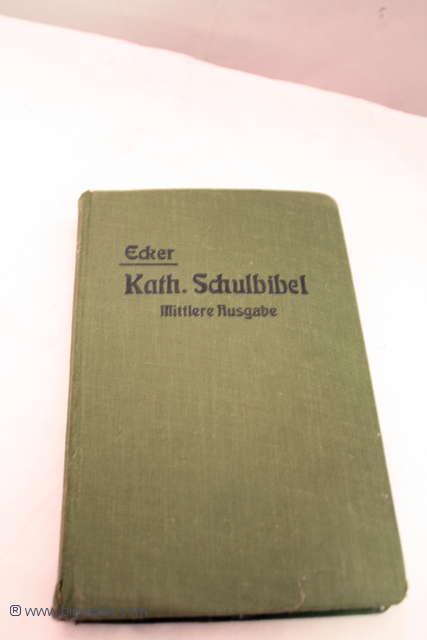 Ecker
Kath. Schulbibel
Mittlere Ausgabe